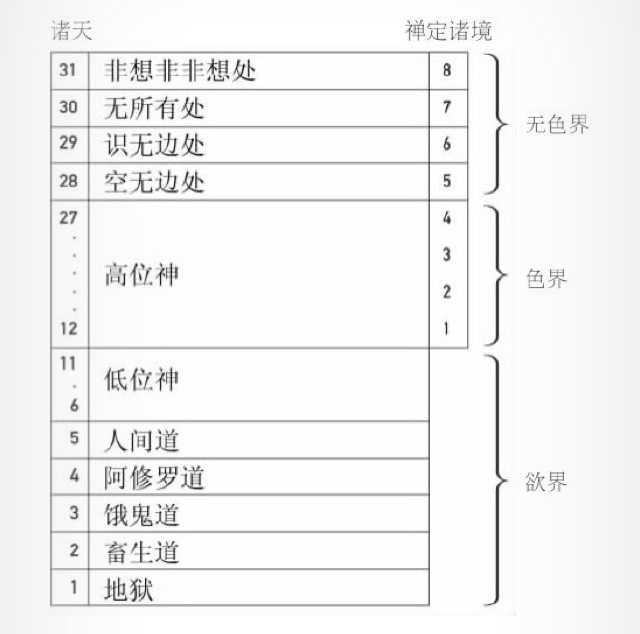 诸天 禅定诸境
31 非想非非想处 8
30 无所有处 7
29 识无边处 6
28 空无边处 5
无色界
27 4
3
高位神
2
12 1
色界
11
低位神
6
5 人间道
4 阿修罗道
3 饿鬼道
2 畜生道
1 地狱
欲界